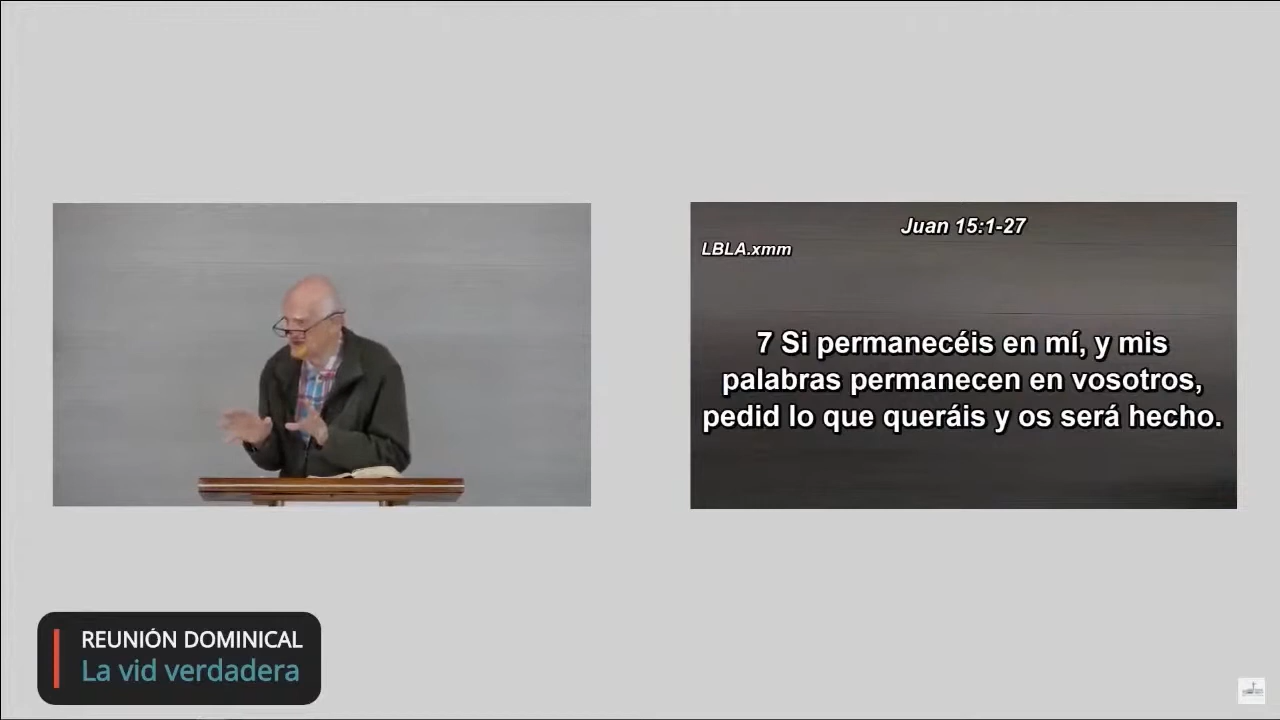 Juan 15:1-27
LBLA.xmm
7 Si permanecéis en mí, y mis
palabras permanecen en vosotros,
pedid lo que queráis y os será hecho.
REUNIÓN DOMINICAL
La vid verdadera